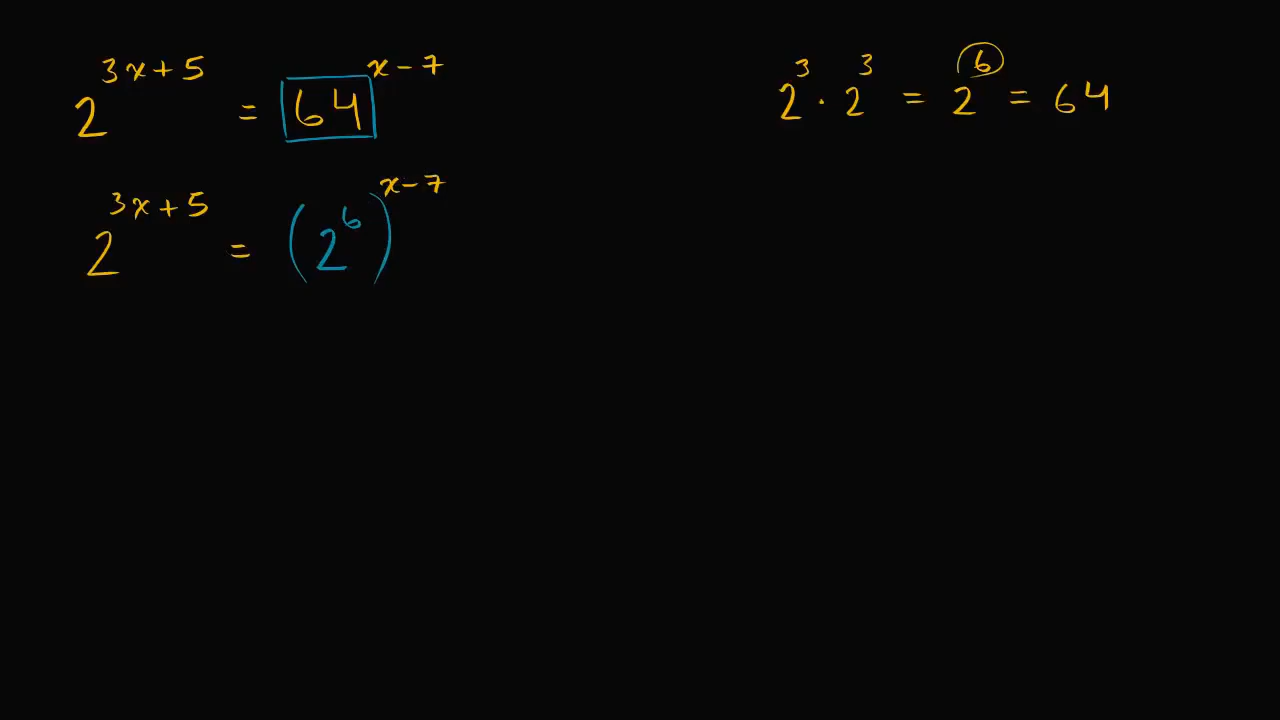 2^{3x+5} = 64^{x-7}
2^3 · 2^3 = 2^6 = 64
2^{3x+5} = (2^6)^{x-7}